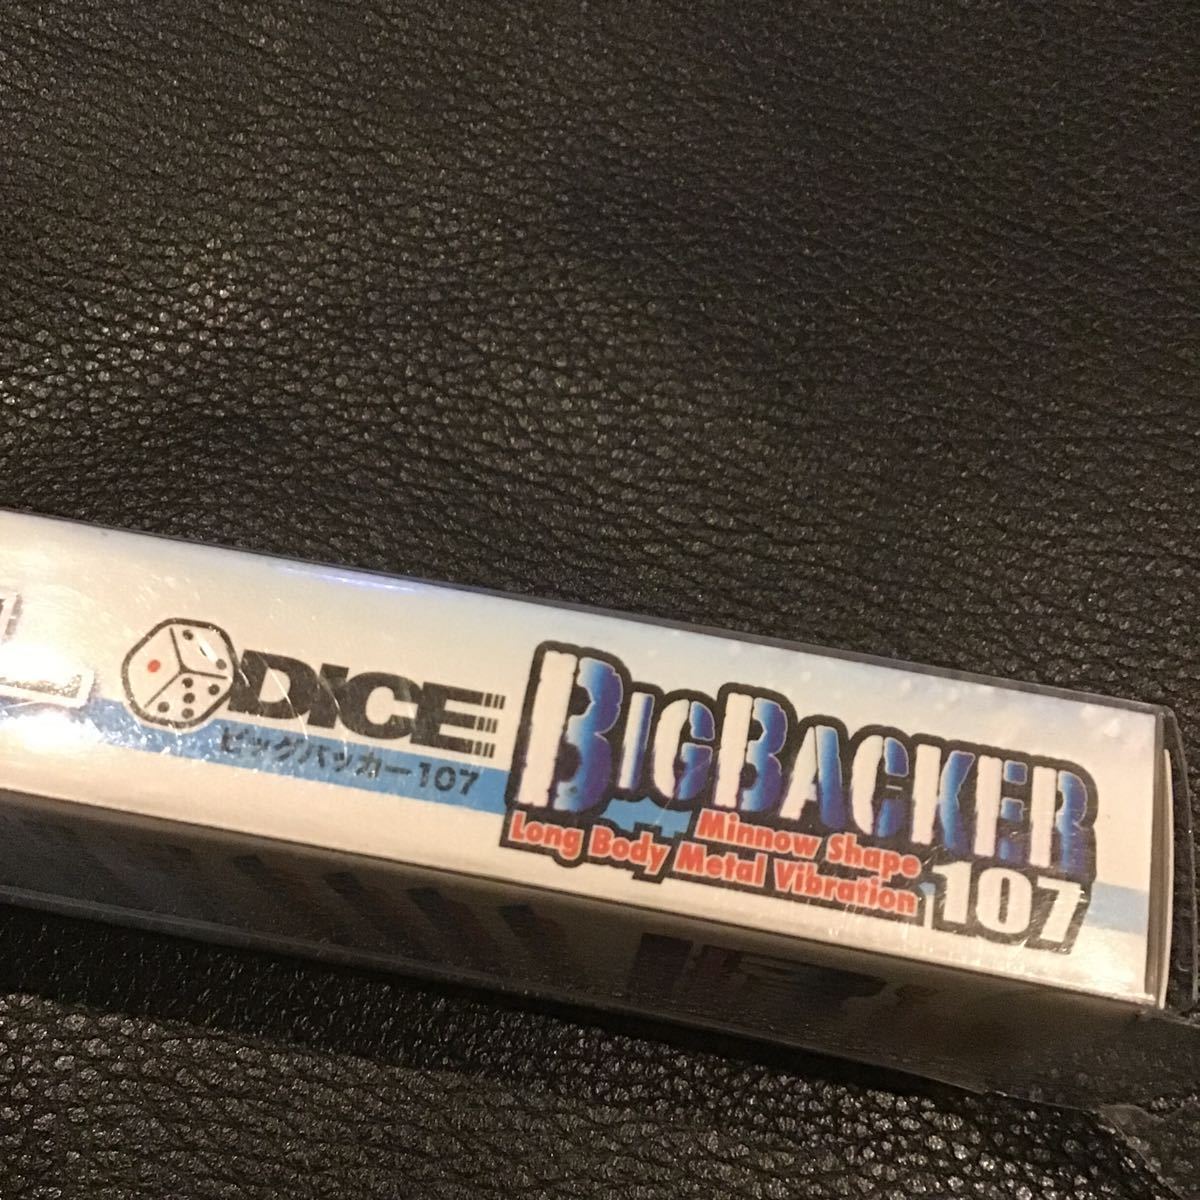 DICE
ビッグバッカー107
BIGBACKER
Minnow Shape
Long Body Metal Vibration
107